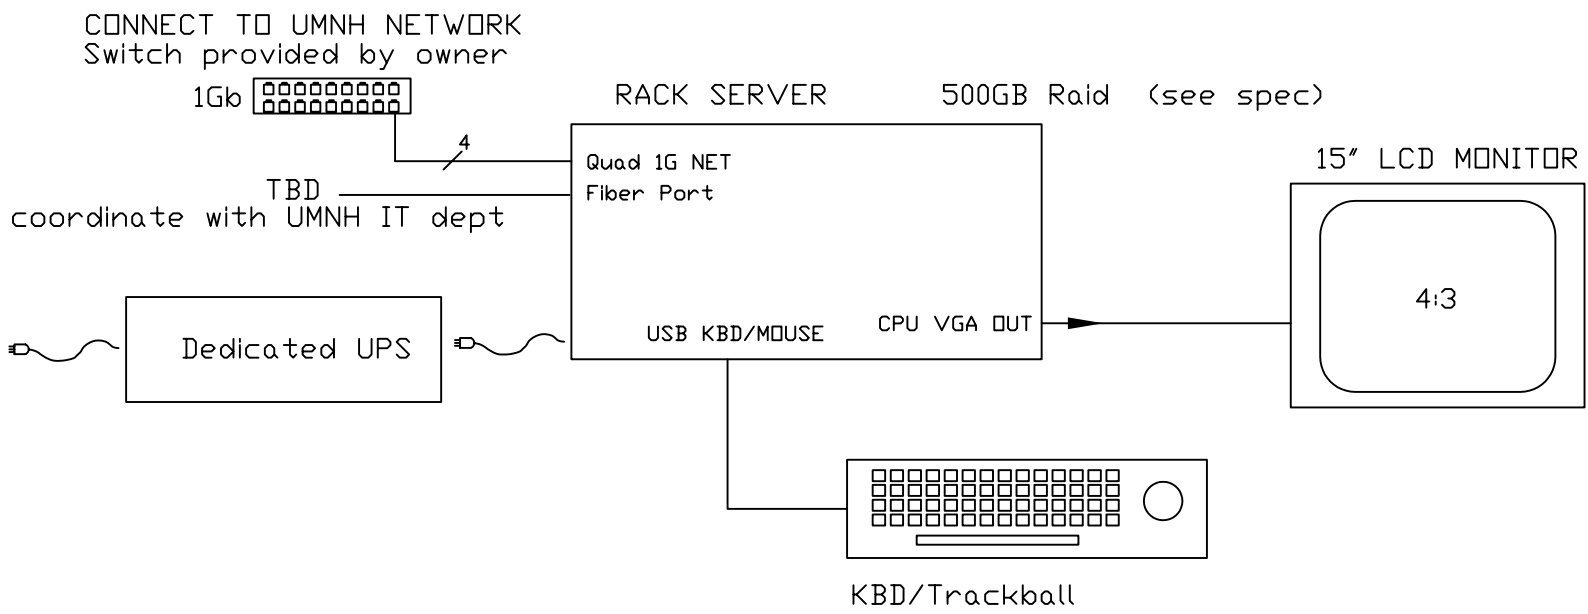 CONNECT TO UMNH NETWORK
Switch provided by owner
1Gb
RACK SERVER
500GB Raid (see spec)
4
Quad 1G NET
15" LCD MONITOR
TBD
Fiber Port
coordinate with UMNH IT dept
4:3
CPU VGA OUT
USB KBD/MOUSE
Dedicated UPS
KBD/Trackball